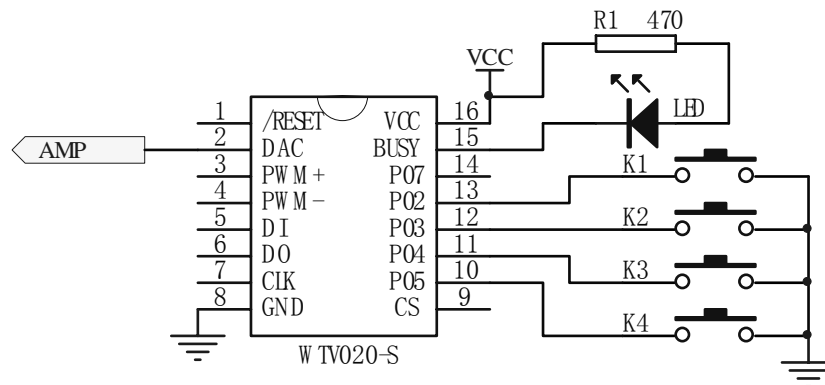 R1 470
VCC
LED
1 /RESET VCC 16
AMP
2 DAC BUSY 15
3 PWM+ P07 14
K1
4 PWM- P02 13
5 DI P03 12
K2
6 DO P04 11
7 CLK P05 10
K3
8 GND CS 9
K4
WTV020-S